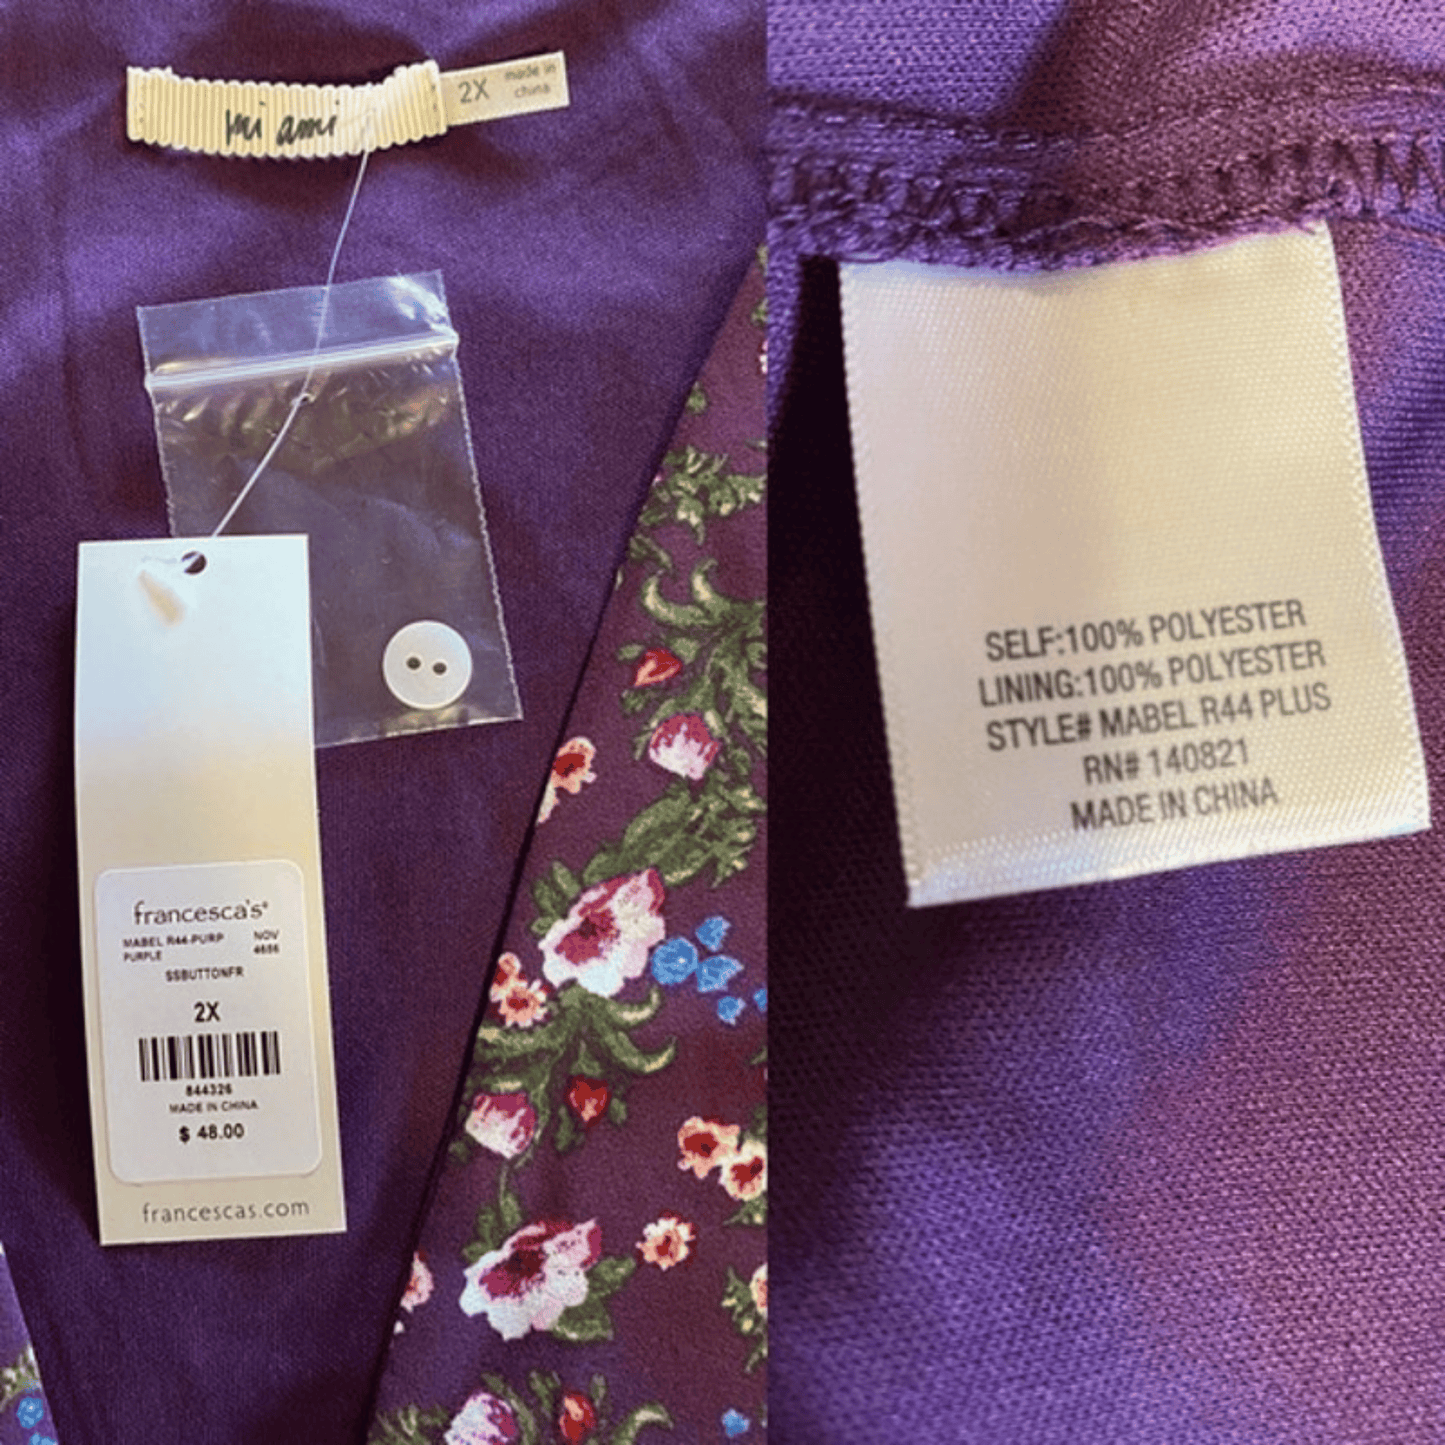 mi ami
2X
made in
china
francesca's®
MABEL R44-PURP
PURPLE
NOV
4656
SSBUTTONFR
2X
844326
MADE IN CHINA
$ 48.00
francescas.com
SELF:100% POLYESTER
LINING:100% POLYESTER
STYLE# MABEL R44 PLUS
RN# 140821
MADE IN CHINA